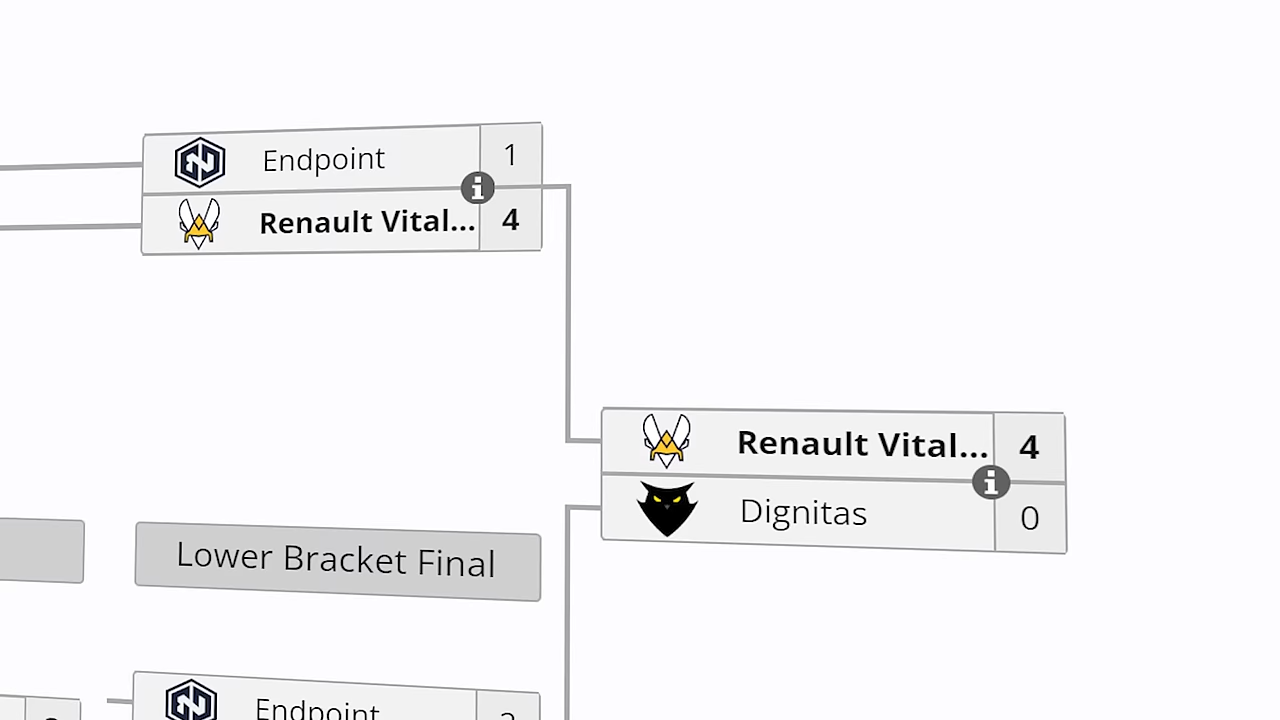 Endpoint 1
Renault Vital... 4
Renault Vital... 4
Dignitas 0
Lower Bracket Final
Endpoint